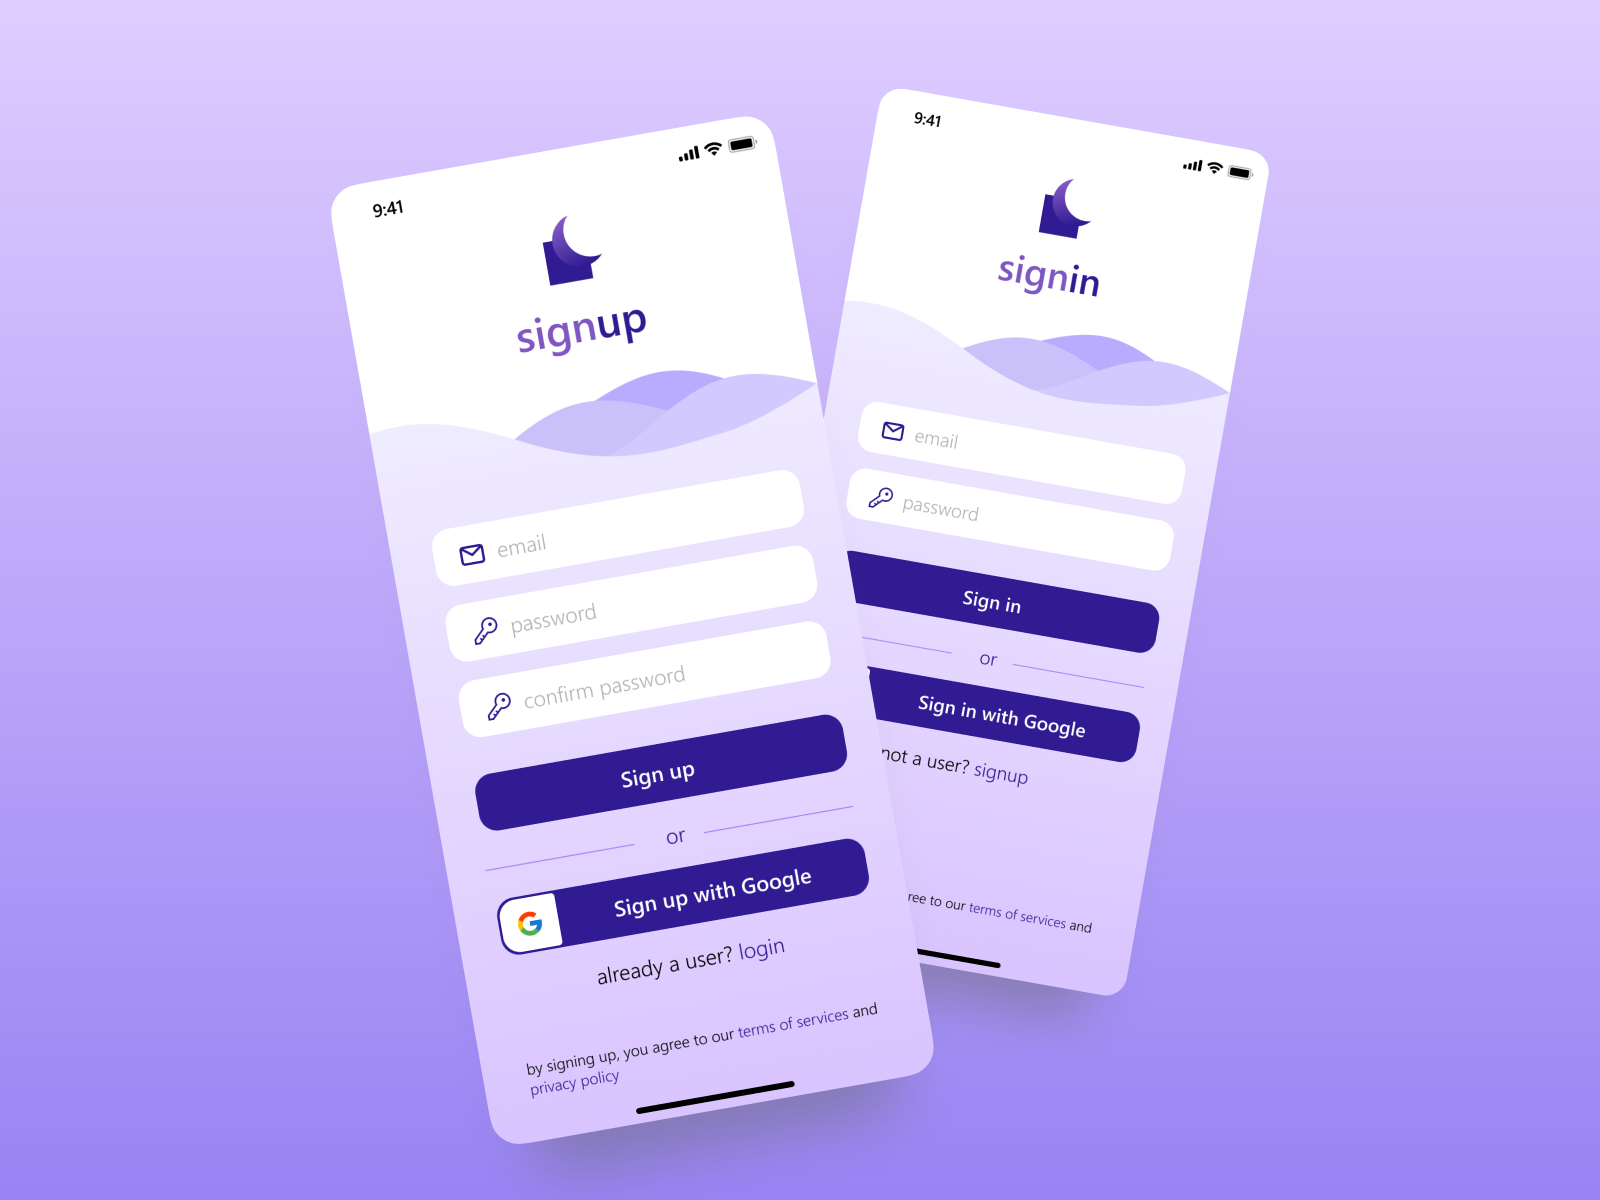 9:41
signup
email
password
confirm password
Sign up
or
Sign up with Google
already a user? login
by signing up, you agree to our terms of services and
privacy policy
9:41
signin
email
password
Sign in
or
Sign in with Google
not a user? signup
to our terms of services and